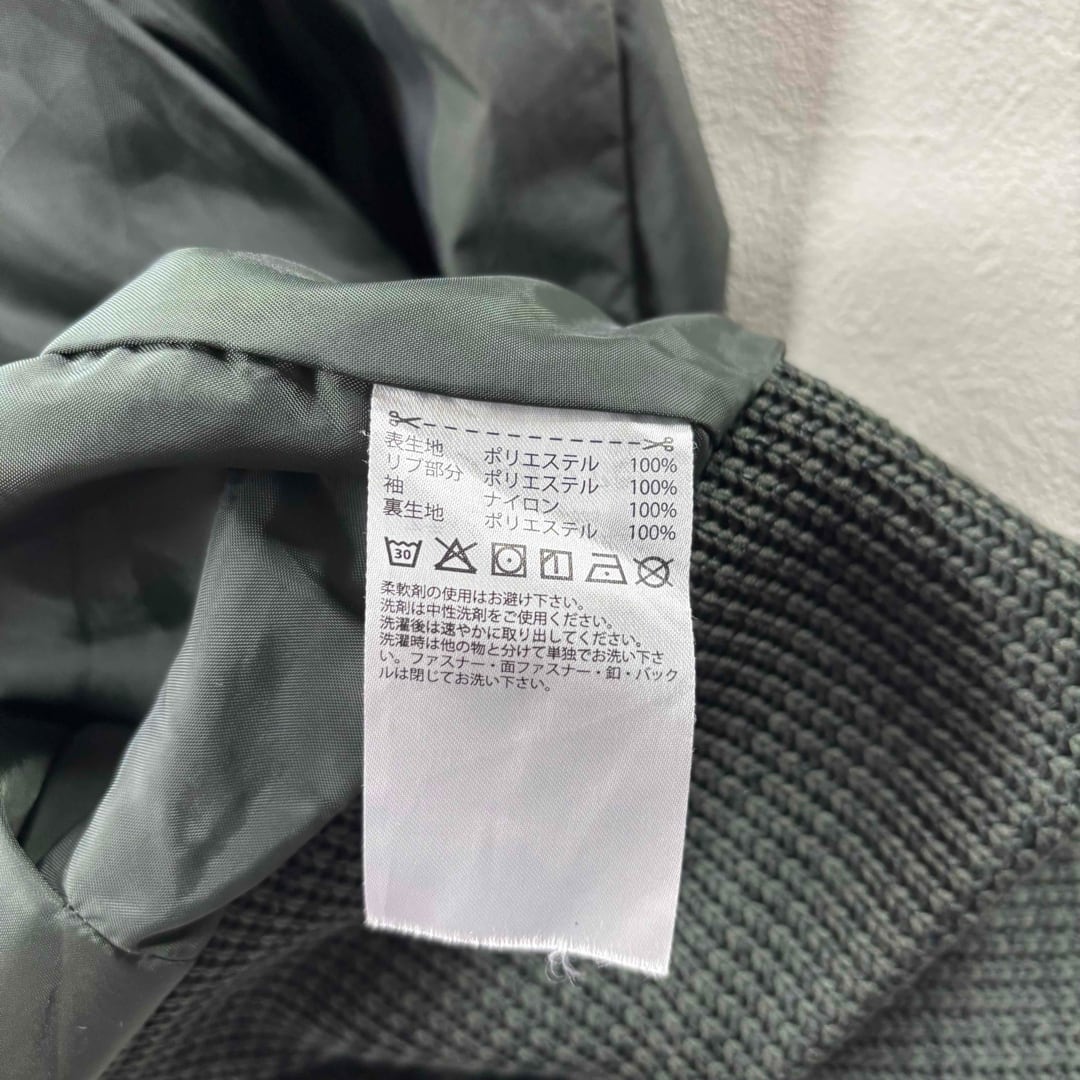 表生地 ポリエステル 100%
リブ部分 ポリエステル 100%
袖 ナイロン 100%
裏生地 ポリエステル 100%
30
柔軟剤の使用はお避け下さい。
洗剤は中性洗剤をご使用ください。
洗濯後は速やかに取り出してください。
洗濯時は他の物と分けて単独でお洗い下さ
い。ファスナー・面ファスナー・釦・バック
ルは閉じてお洗い下さい。